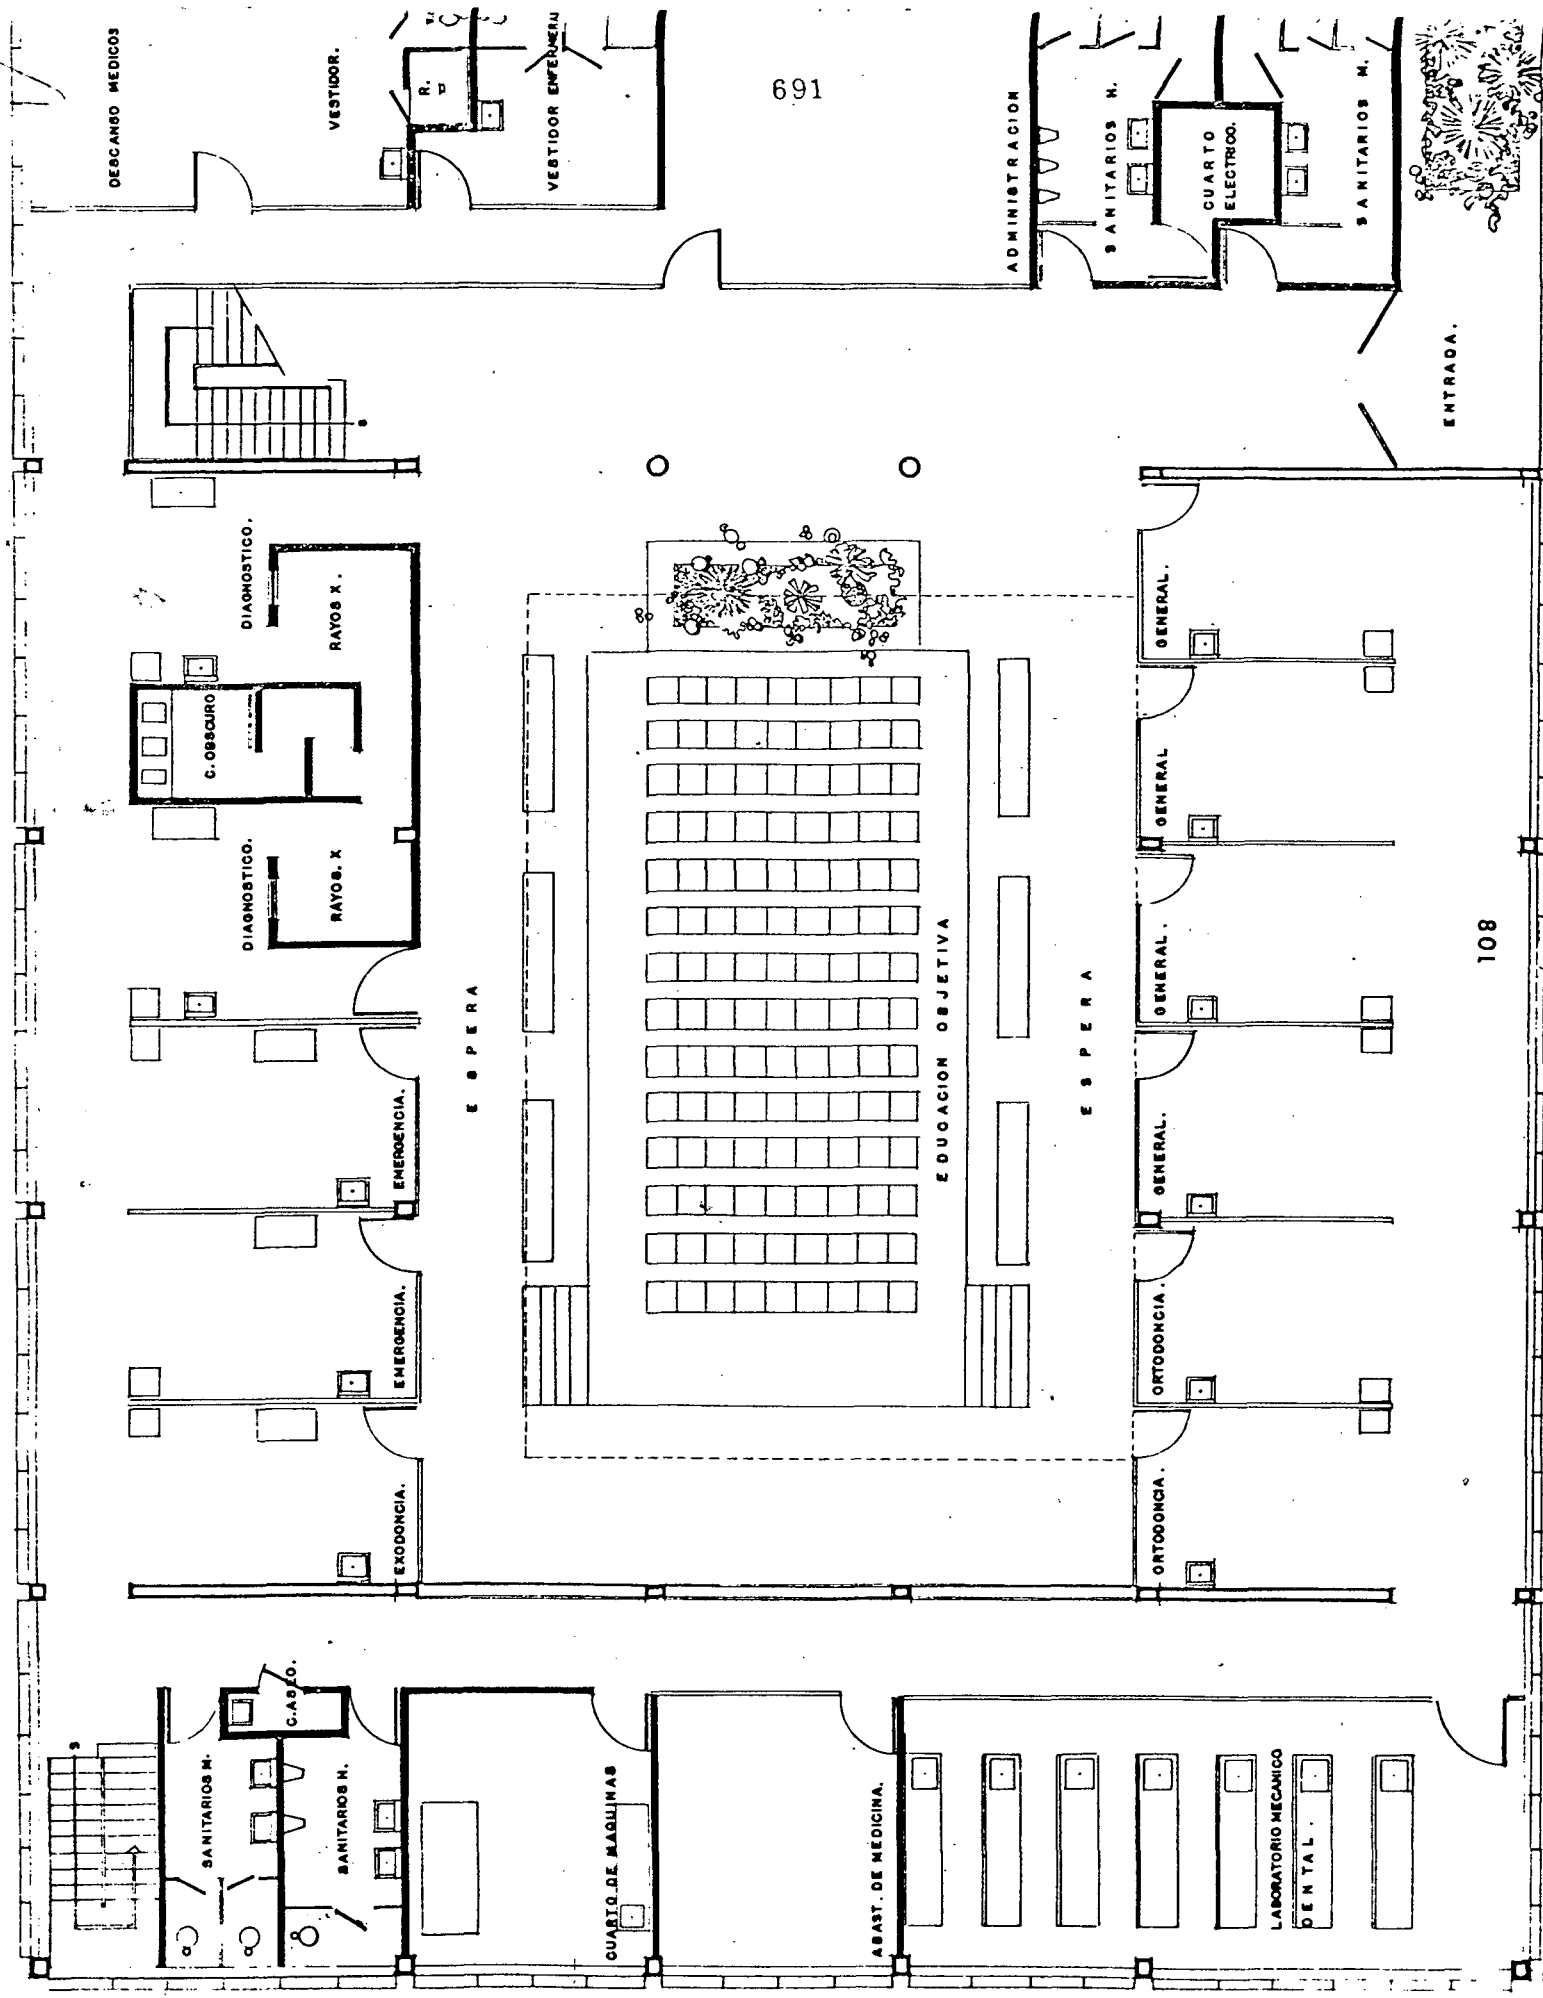 691
DESCANSO MEDICOS
VESTIDOR.
R.
VESTIDOR ENFERMERA
ADMINISTRACION
SANITARIOS H.
CUARTO
ELECTRICO.
SANITARIOS M.
ENTRADA.
S
DIAGNOSTICO.
RAYOS X.
C. OBSCURO
DIAGNOSTICO.
RAYOS. X
ESPERA
EDUCACION OBJETIVA
ESPERA
GENERAL.
GENERAL
GENERAL.
GENERAL.
108
EMERGENCIA.
EMERGENCIA.
EXODONCIA.
ORTODONCIA.
ORTODONCIA.
S
SANITARIOS M.
C. ASEO.
SANITARIOS H.
CUARTO DE MAQUINAS
ABAST. DE MEDICINA.
LABORATORIO MECANICO
DENTAL.